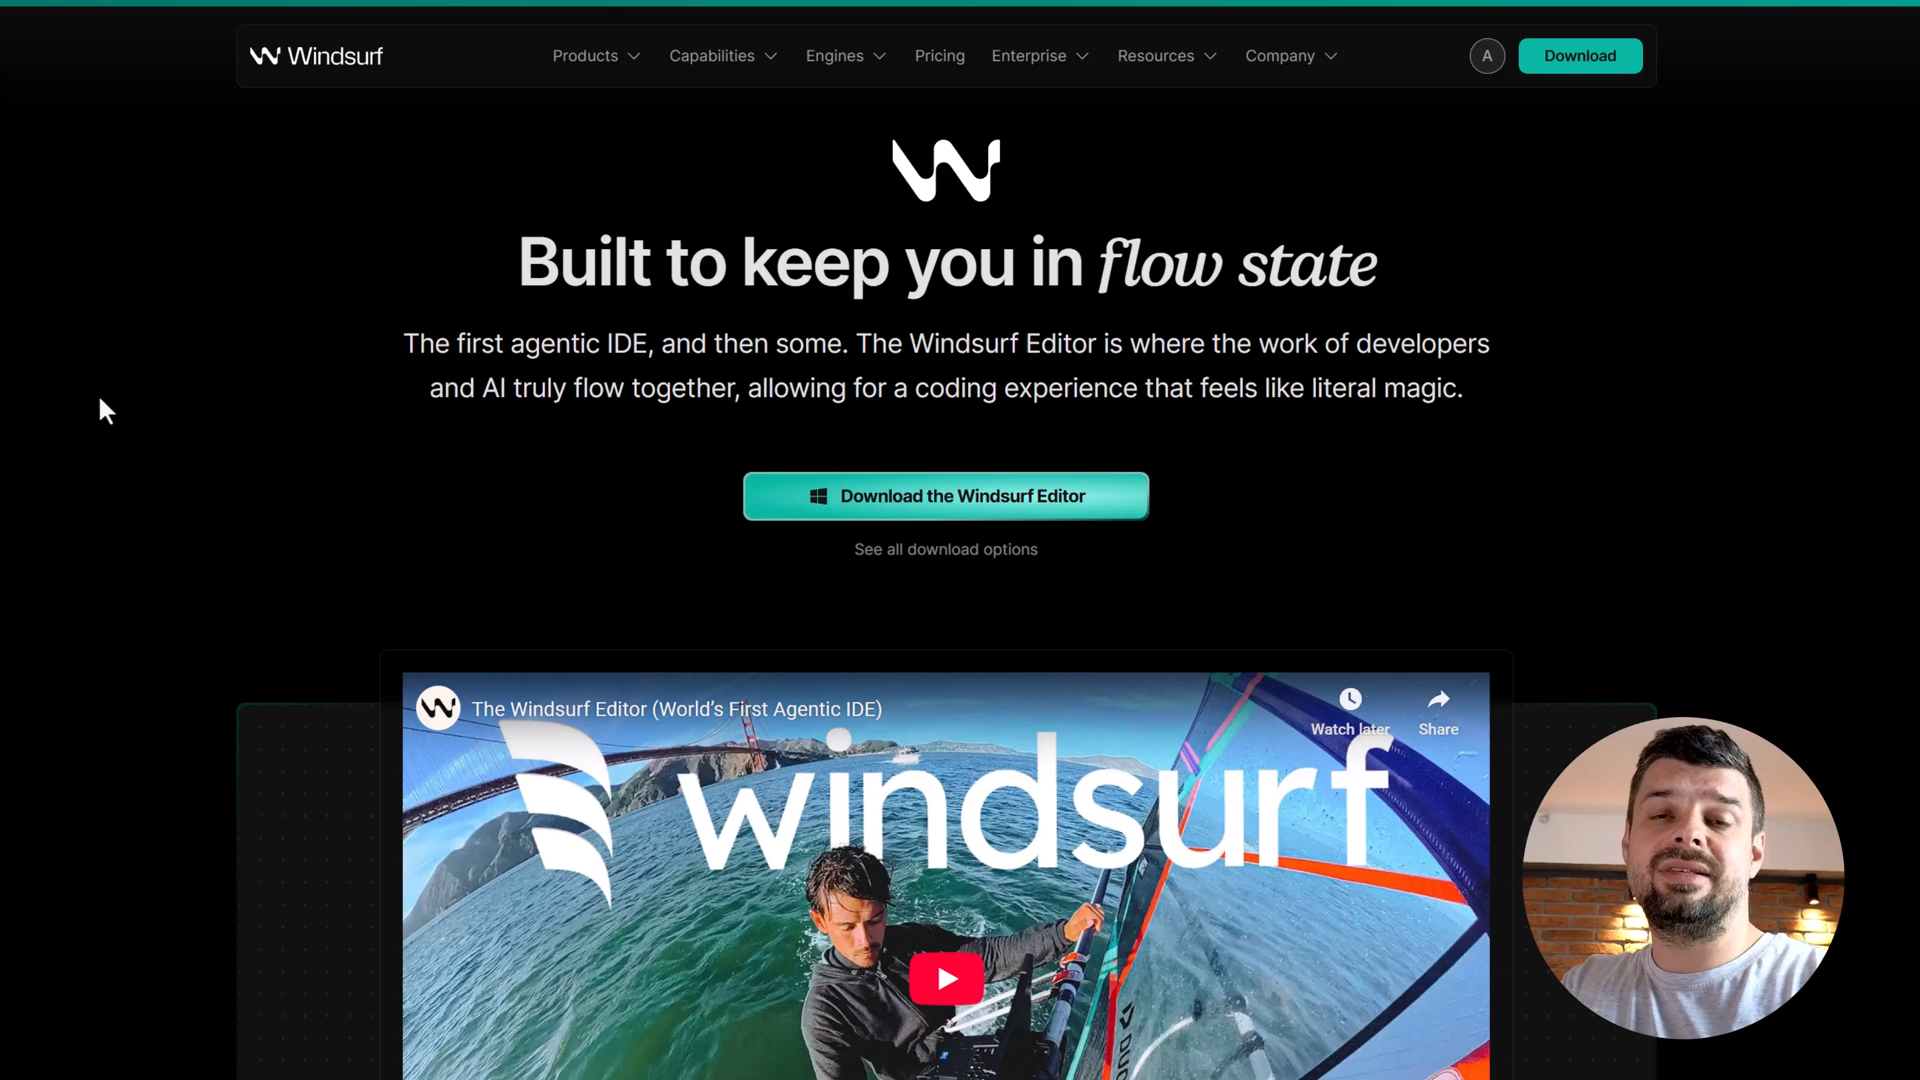 Windsurf
Products
Capabilities
Engines
Pricing
Enterprise
Resources
Company
A
Download
Built to keep you in flow state
The first agentic IDE, and then some. The Windsurf Editor is where the work of developers
and AI truly flow together, allowing for a coding experience that feels like literal magic.
Download the Windsurf Editor
See all download options
The Windsurf Editor (World’s First Agentic IDE)
Watch later
Share
windsurf